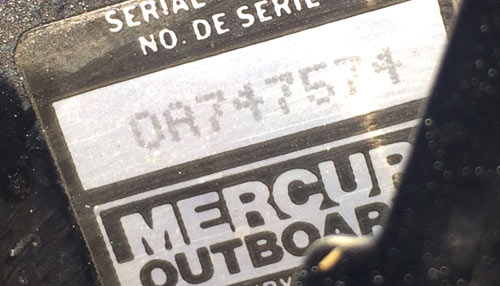 SERIAL
NO. DE SERIE
0A747574
MERCUR
OUTBOAR